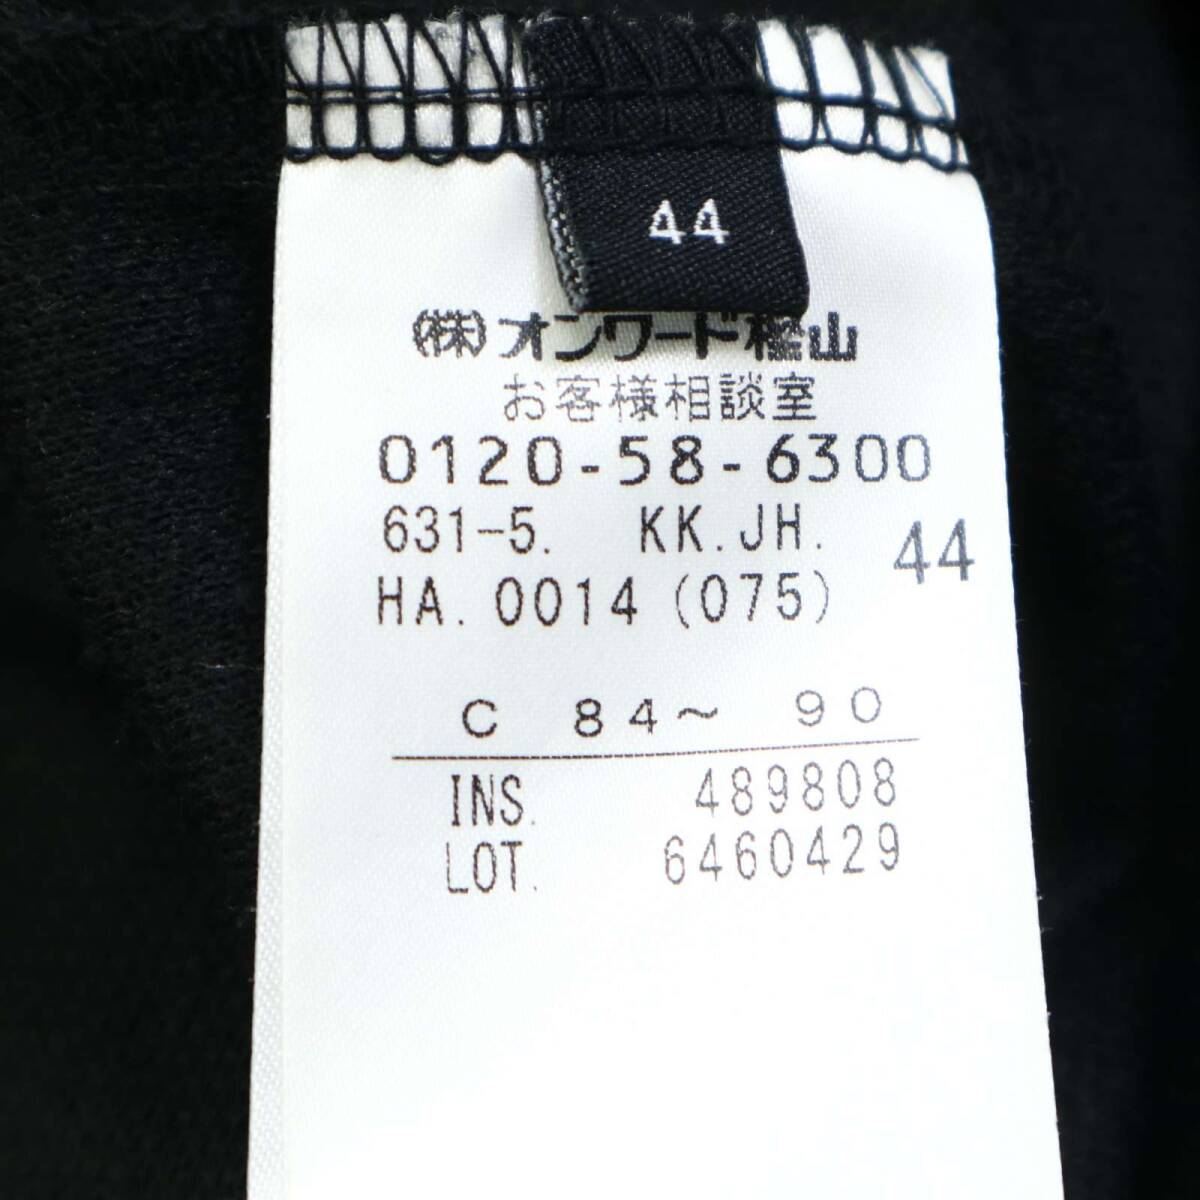 44
(株)オンワード樫山
お客様相談室
0120-58-6300
631-5. KK.JH. 44
HA.0014(075)
C 84～ 90
INS. 489808
LOT. 6460429